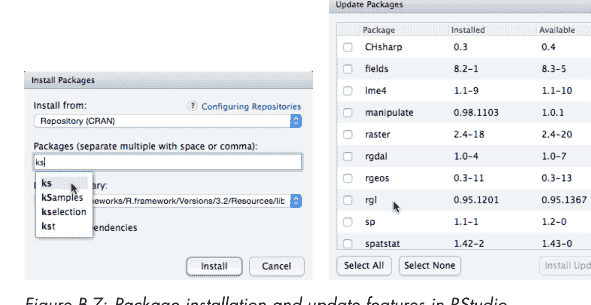 Update Packages
Package Installed Available
CHsharp 0.3 0.4
fields 8.2-1 8.3-5
lme4 1.1-9 1.1-10
manipulate 0.98.1103 1.0.1
raster 2.4-18 2.4-20
rgdal 1.0-4 1.0-7
rgeos 0.3-11 0.3-13
rgl 0.95.1201 0.95.1367
sp 1.1-1 1.2-0
spatstat 1.42-2 1.43-0
Select All Select None Install Upd
Install Packages
Install from: ? Configuring Repositories
Repository (CRAN)
Packages (separate multiple with space or comma):
ks
ks
kSamples
kselection
kst
ary:
eworks/R.framework/Versions/3.2/Resources/lib
endencies
Install Cancel
Figure B.7: Package installation and update features in RStudio